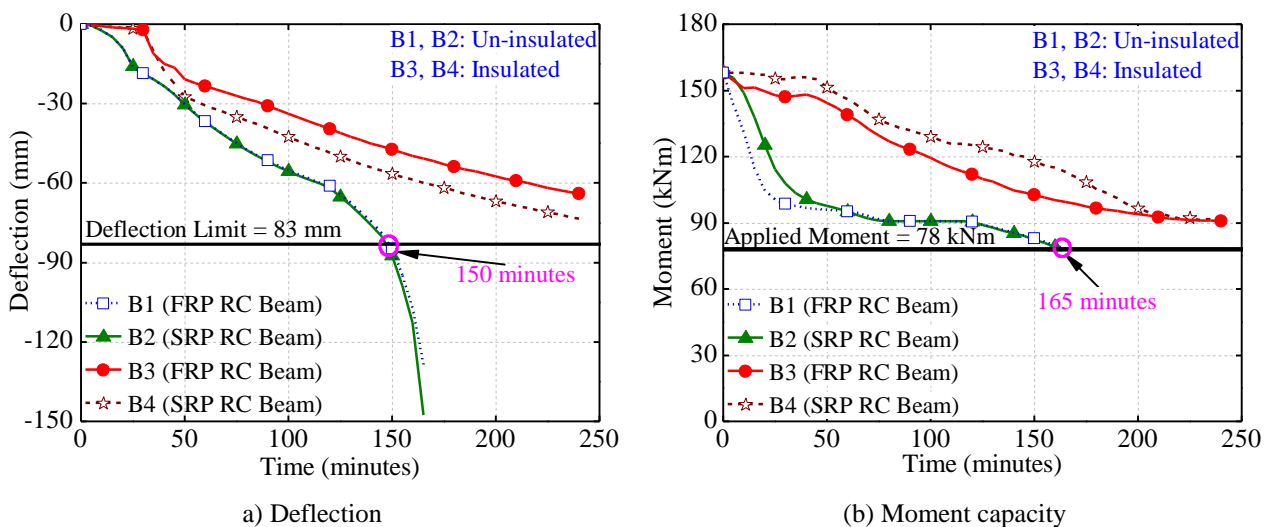 0
-30
-60
-90
-120
-150
Deflection (mm)
B1, B2: Un-insulated
B3, B4: Insulated
Deflection Limit = 83 mm
150 minutes
B1 (FRP RC Beam)
B2 (SRP RC Beam)
B3 (FRP RC Beam)
B4 (SRP RC Beam)
0 50 100 150 200 250
Time (minutes)
a) Deflection
180
150
120
90
60
30
0
Moment (kNm)
B1, B2: Un-insulated
B3, B4: Insulated
Applied Moment = 78 kNm
165 minutes
B1 (FRP RC Beam)
B2 (SRP RC Beam)
B3 (FRP RC Beam)
B4 (SRP RC Beam)
0 50 100 150 200 250
Time (minutes)
(b) Moment capacity